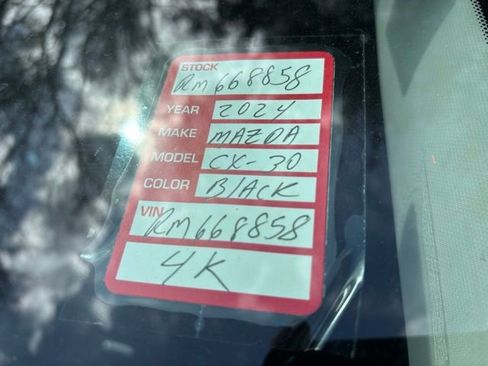 STOCK
RM668858
YEAR 2024
MAKE MAZDA
MODEL CX-30
COLOR BlACK
VIN
RM668858
4K